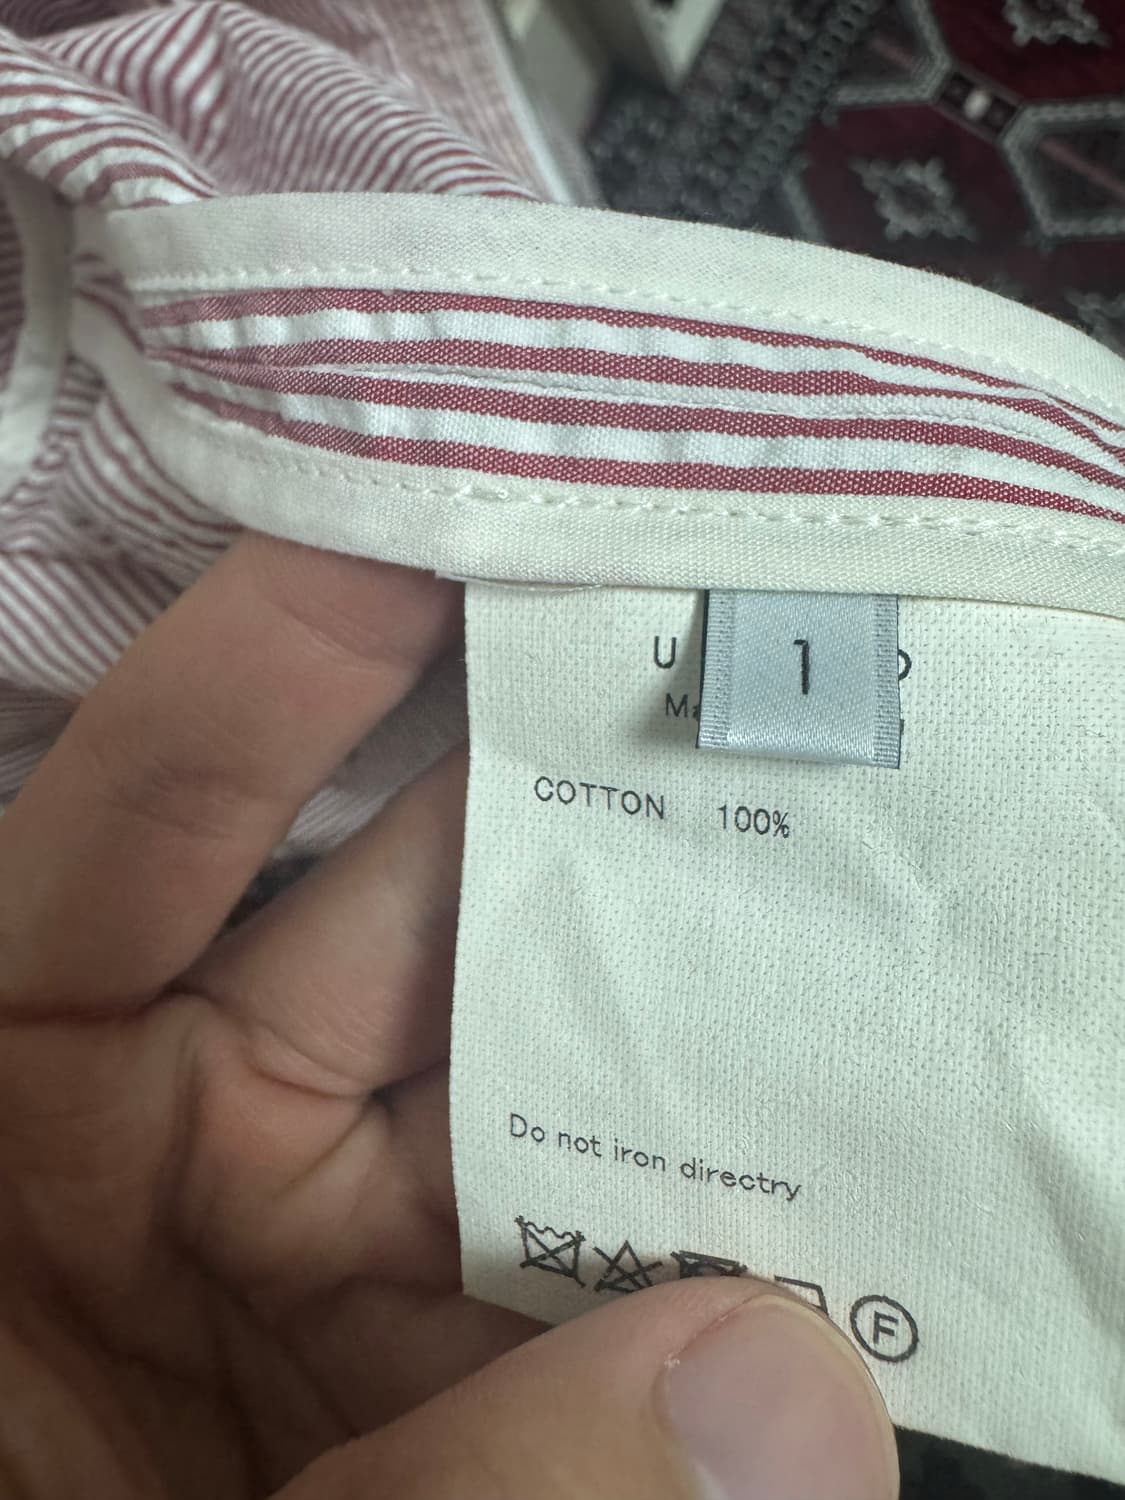 1
COTTON 100%
Do not iron directry
F